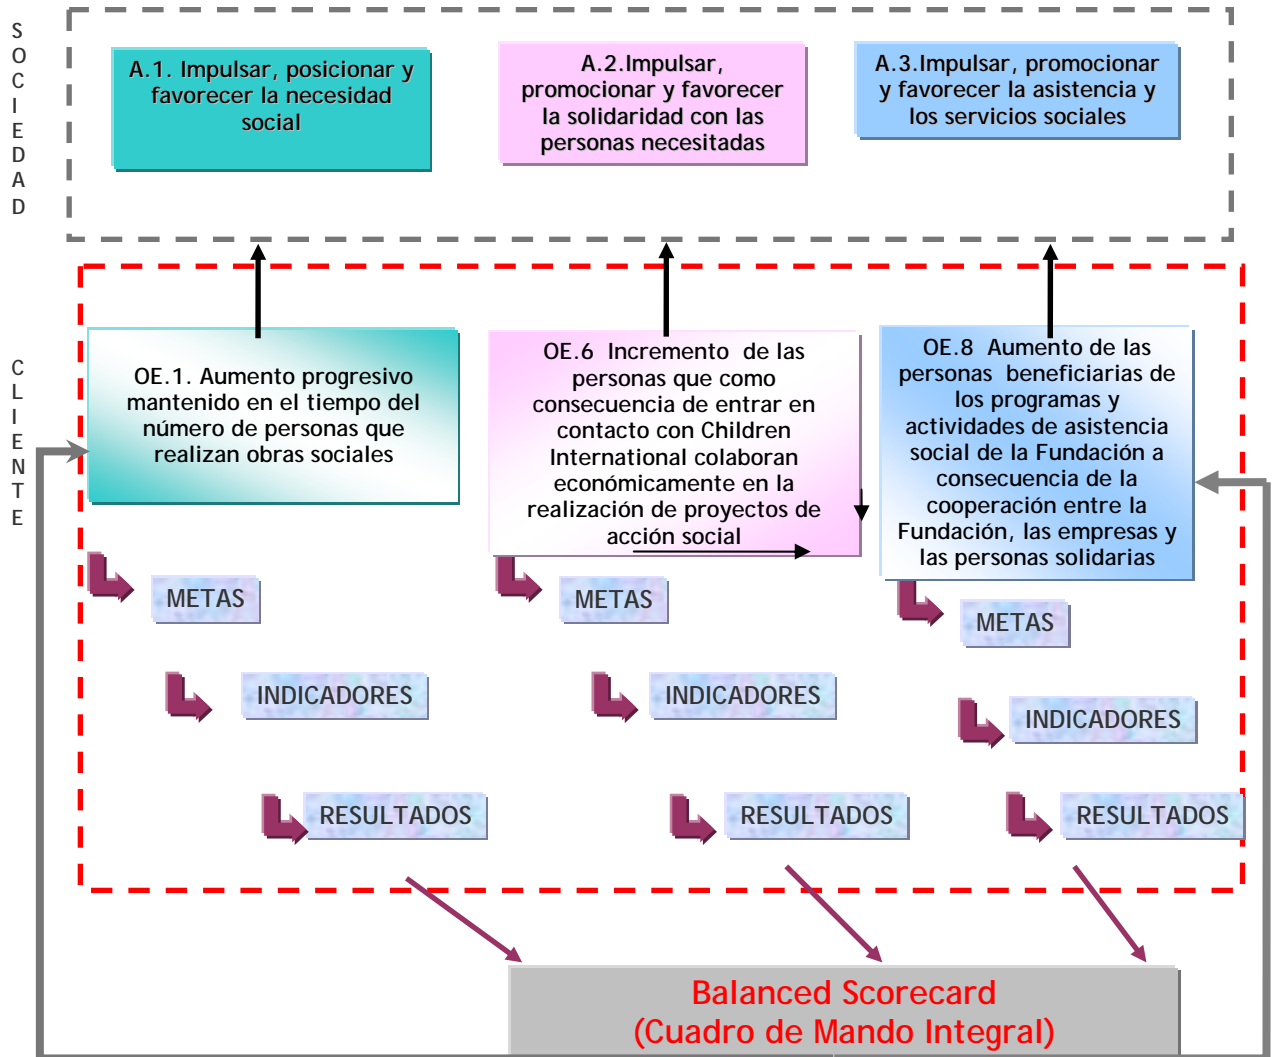 SOCIEDAD
A.1. Impulsar, posicionar y
favorecer la necesidad
social
A.2.Impulsar,
promocionar y favorecer
la solidaridad con las
personas necesitadas
A.3.Impulsar, promocionar
y favorecer la asistencia y
los servicios sociales
CLIENTE
OE.1. Aumento progresivo
mantenido en el tiempo del
número de personas que
realizan obras sociales
OE.6 Incremento de las
personas que como
consecuencia de entrar en
contacto con Children
International colaboran
económicamente en la
realización de proyectos de
acción social
OE.8 Aumento de las
personas beneficiarias de
los programas y
actividades de asistencia
social de la Fundación a
consecuencia de la
cooperación entre la
Fundación, las empresas y
las personas solidarias
METAS
METAS
METAS
INDICADORES
INDICADORES
INDICADORES
RESULTADOS
RESULTADOS
RESULTADOS
Balanced Scorecard
(Cuadro de Mando Integral)